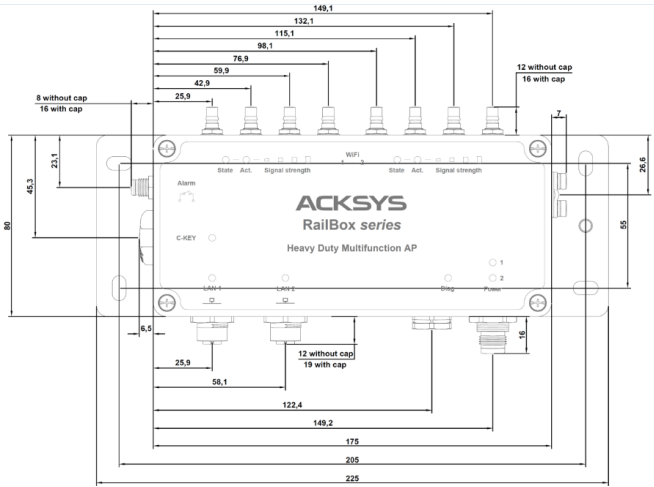 149,1
132,1
115,1
98,1
76,9
59,9
42,9
25,9
12 without cap
16 with cap
8 without cap
16 with cap
7
23,1
45,3
80
26,6
55
WiFi
1 2
State Act. Signal strength
State Act. Signal strength
Alarm
ACKSYS
RailBox series
Heavy Duty Multifunction AP
C-KEY
1
2
LAN 1
LAN 2
Diag
Power
6,5
16
12 without cap
19 with cap
25,9
58,1
122,4
149,2
175
205
225